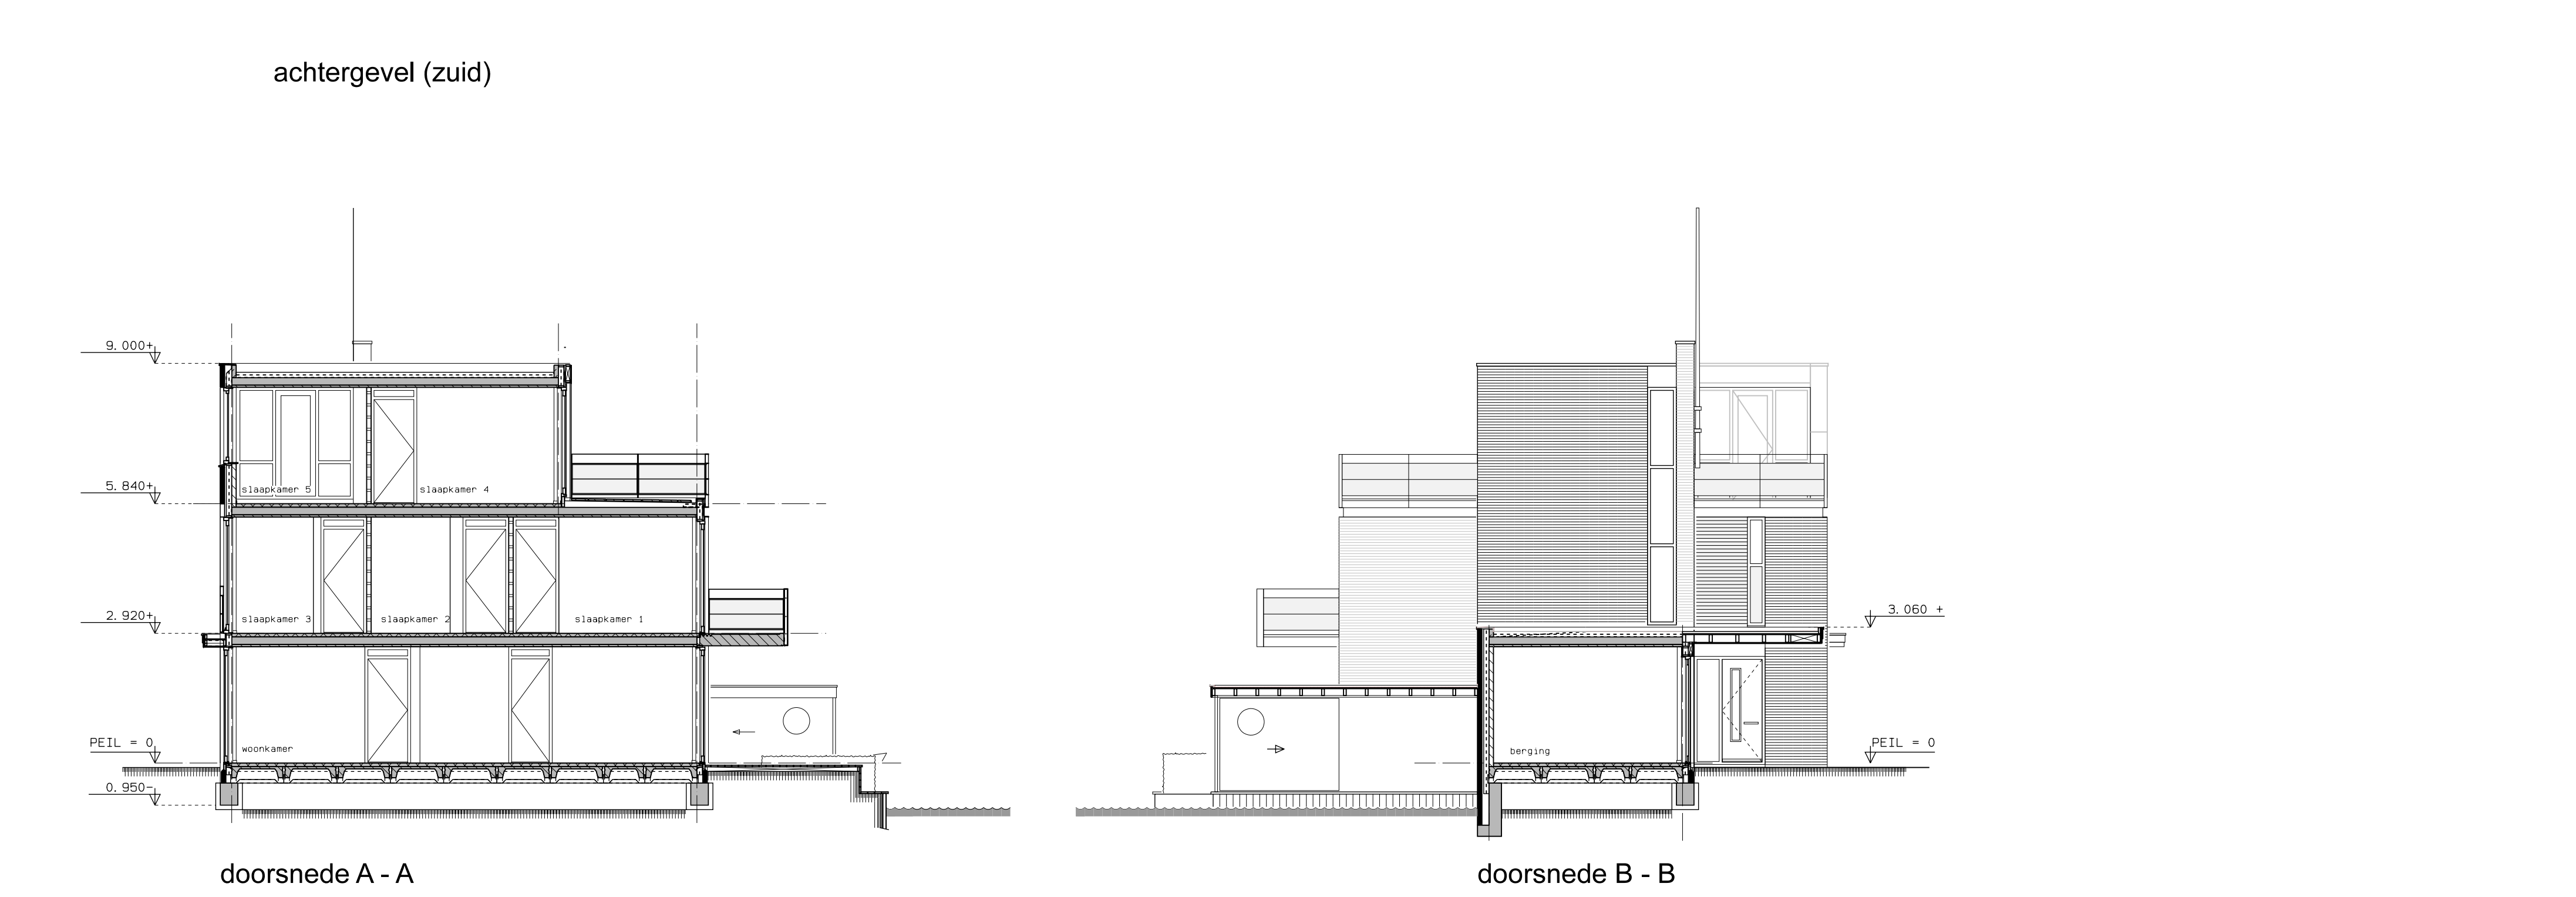 achtergevel (zuid)
9.000+
slaapkamer 5
slaapkamer 4
5.840+
slaapkamer 3
slaapkamer 2
slaapkamer 1
2.920+
3.060 +
woonkamer
berging
PEIL = 0
PEIL = 0
0.950-
doorsnede A - A
doorsnede B - B